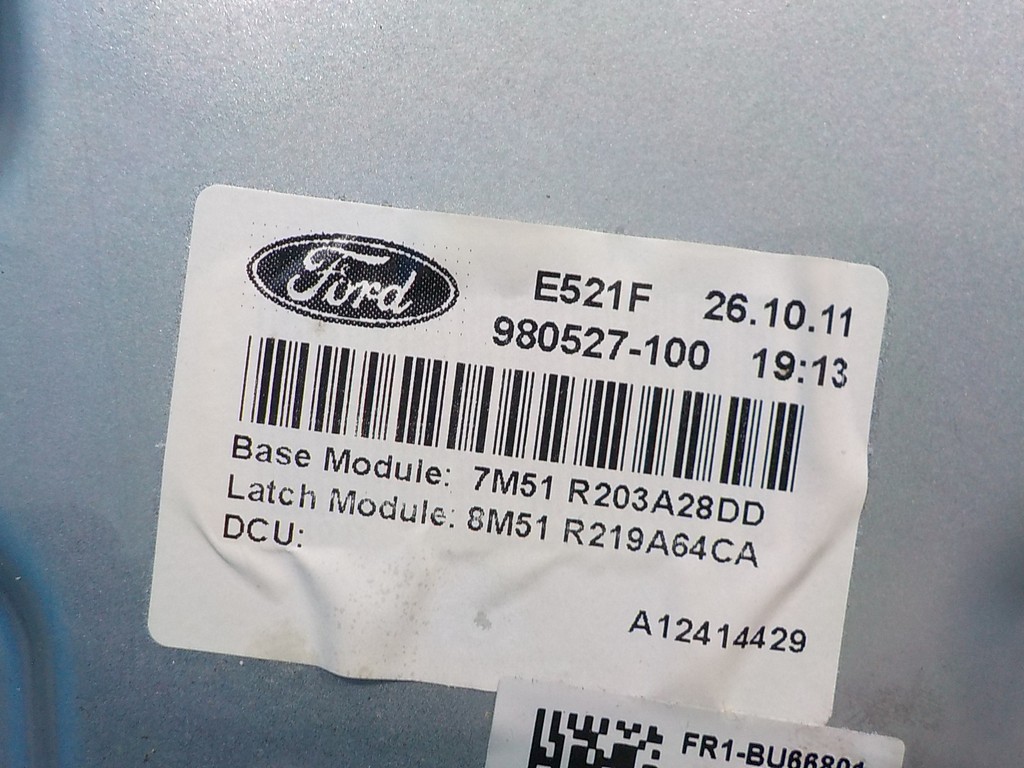 Ford
E521F 26.10.11
980527-100 19:13
Base Module: 7M51 R203A28DD
Latch Module: 8M51 R219A64CA
DCU:
A12414429